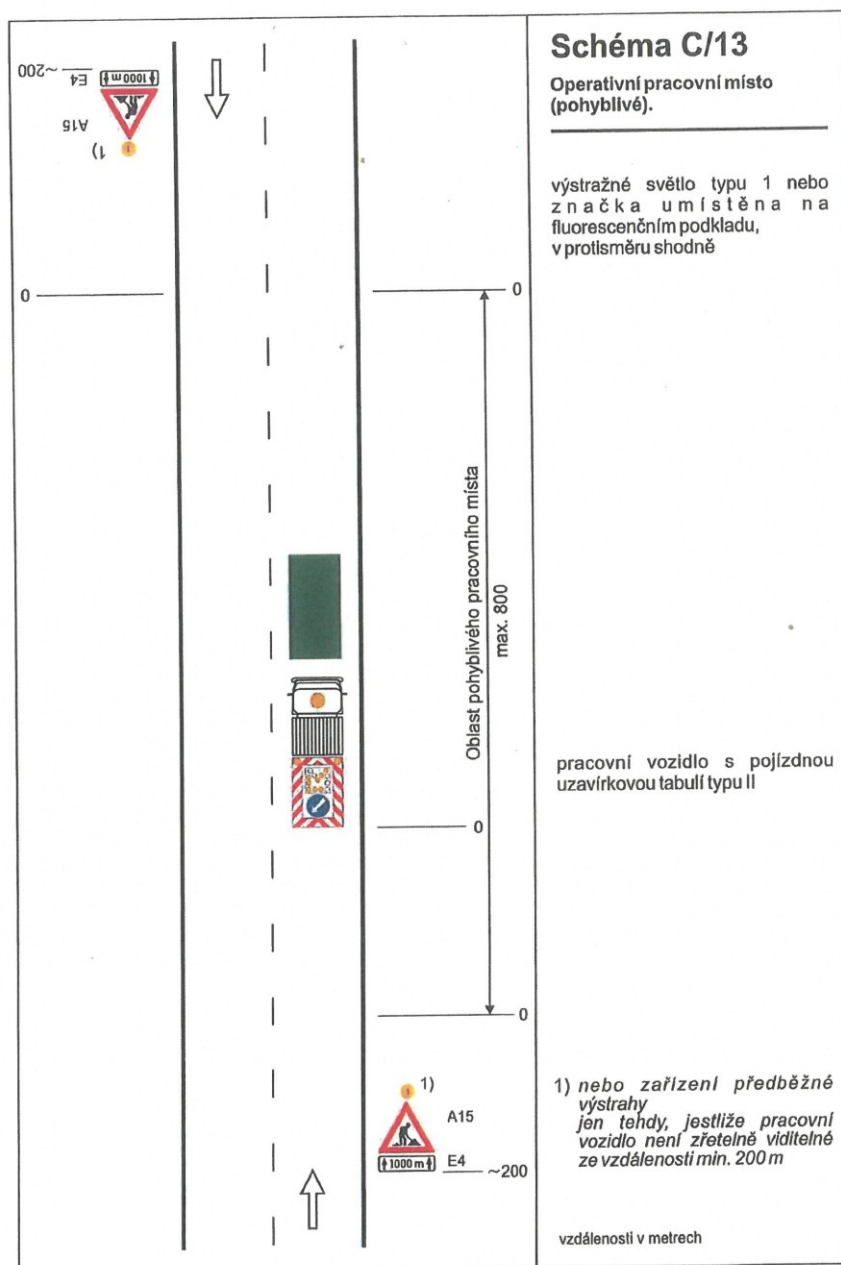 Schéma C/13
Operativní pracovní místo
(pohyblivé).
výstražné světlo typu 1 nebo
značka umístěna na
fluorescenčním podkladu,
v protisměru shodně
~200
E4
1000 m
A15
1)
1
0
0
Oblast pohyblivého pracovního místa
max. 800
pracovní vozidlo s pojízdnou
uzavírkovou tabulí typu II
0
0
1
1)
A15
1000 m
E4
~200
1) nebo zařízení předběžné
výstrahy
jen tehdy, jestliže pracovní
vozidlo není zřetelně viditelné
ze vzdálenosti min. 200 m
vzdálenosti v metrech